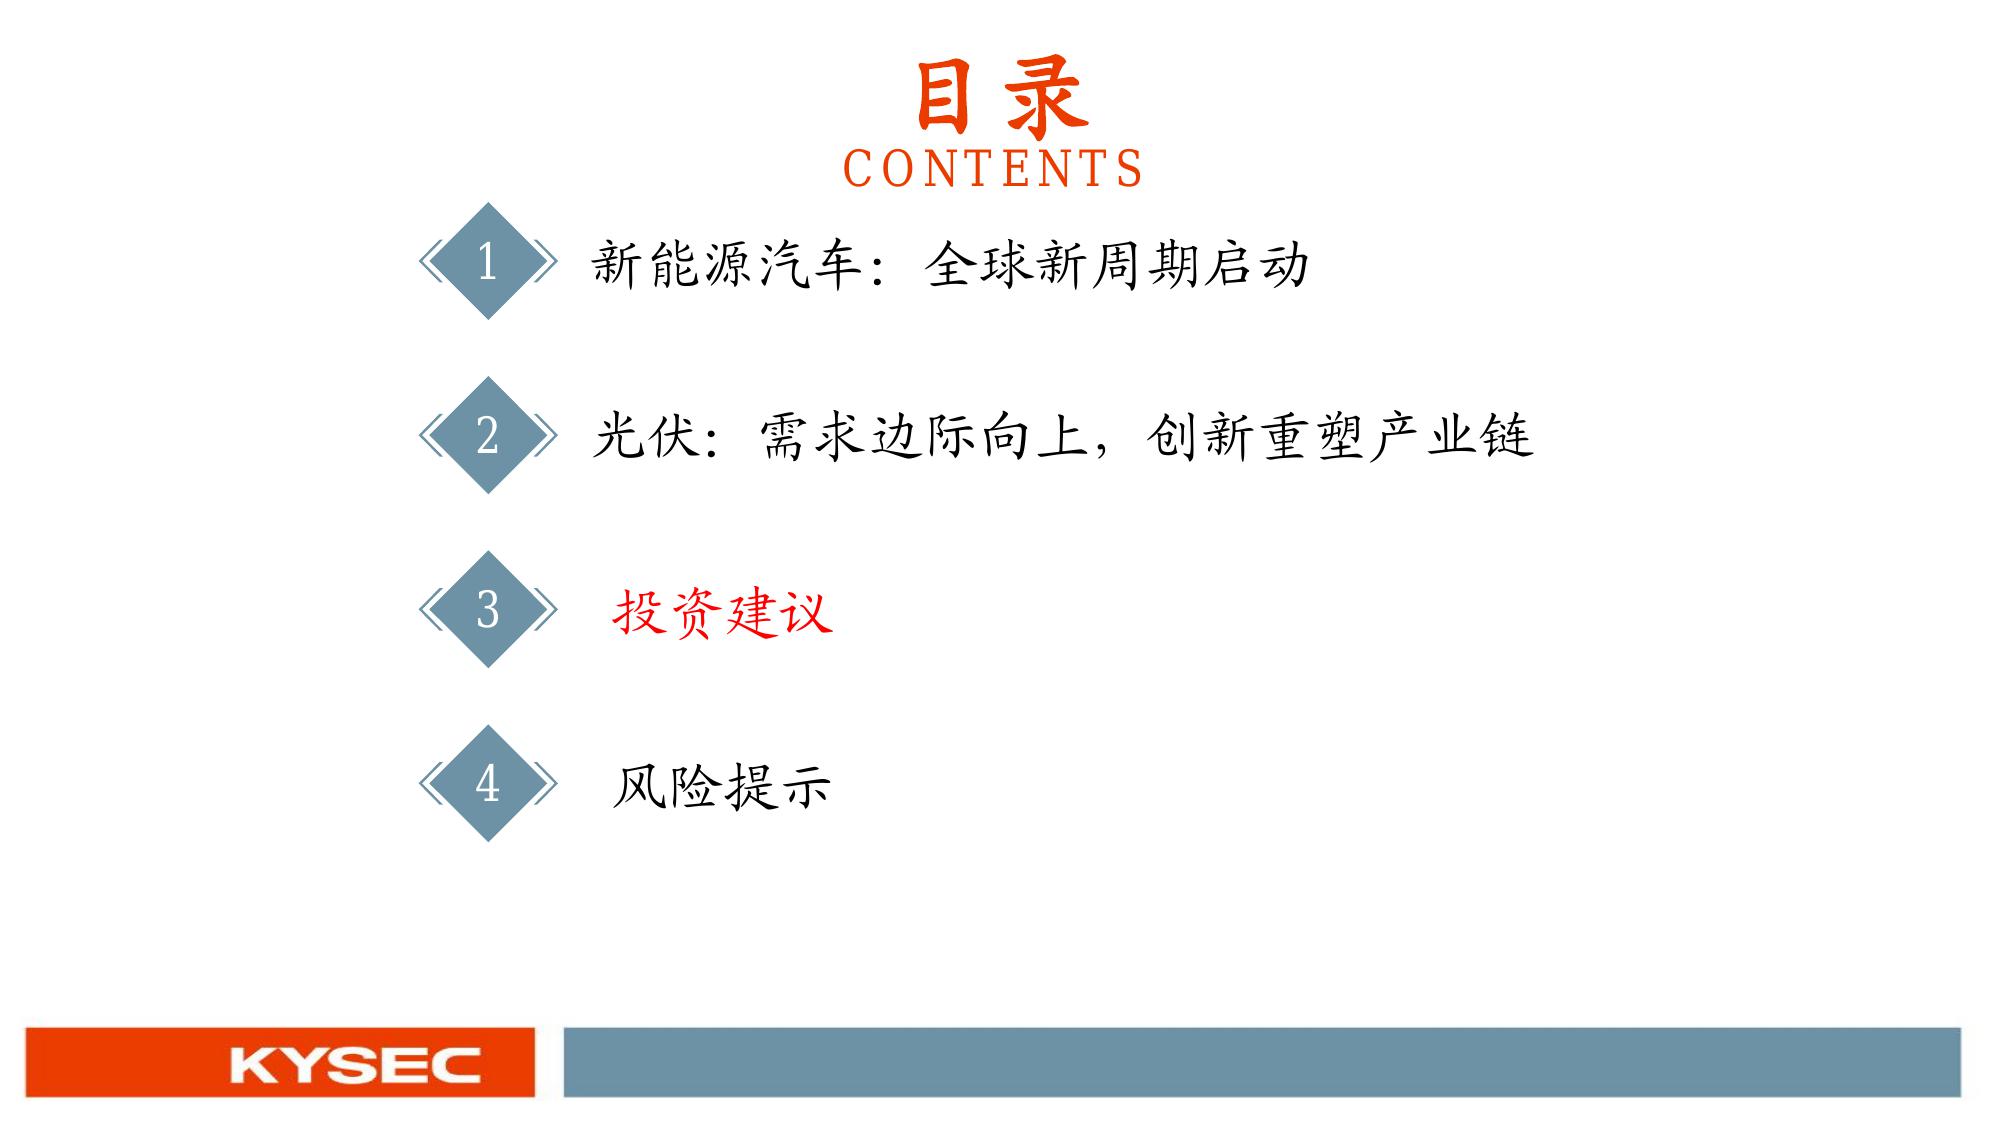 目录
CONTENTS
1 新能源汽车：全球新周期启动
2 光伏：需求边际向上，创新重塑产业链
3 投资建议
4 风险提示
KYSEC